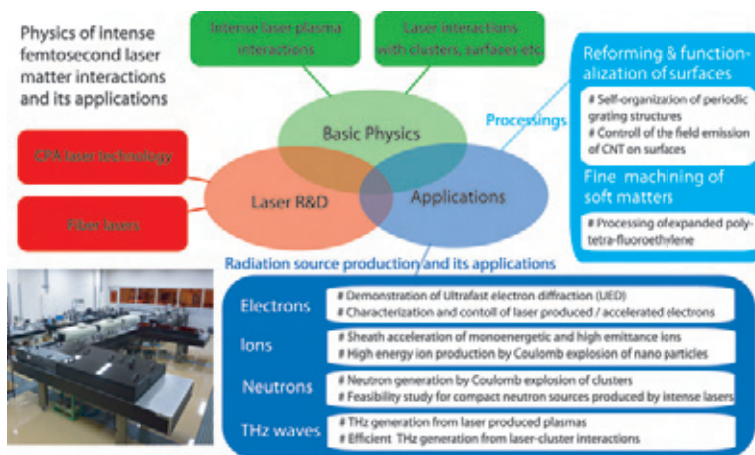 Physics of intense
femtosecond laser
matter interactions
and its applications
Intense laser plasma
interactions
Laser interactions
with clusters, surfaces etc.
Basic Physics
CPA laser technology
Fiber lasers
Laser R&D
Applications
Processings
Reforming & function-
alization of surfaces
# Self-organization of periodic
grating structures
# Controll of the field emission
of CNT on surfaces
Fine machining of
soft matters
# Processing of expanded poly-
tetra-fluoroethylene
Radiation source production and its applications
Electrons
# Demonstration of Ultrafast electron diffraction (UED)
# Characterization and contoll of laser produced / accelerated electrons
Ions
# Sheath acceleration of monoenergetic and high emittance ions
# High energy ion production by Coulomb explosion of nano particles
Neutrons
# Neutron generation by Coulomb explosion of clusters
# Feasibility study for compact neutron sources produced by intense lasers
THz waves
# THz generation from laser produced plasmas
# Efficient THz generation from laser-cluster interactions